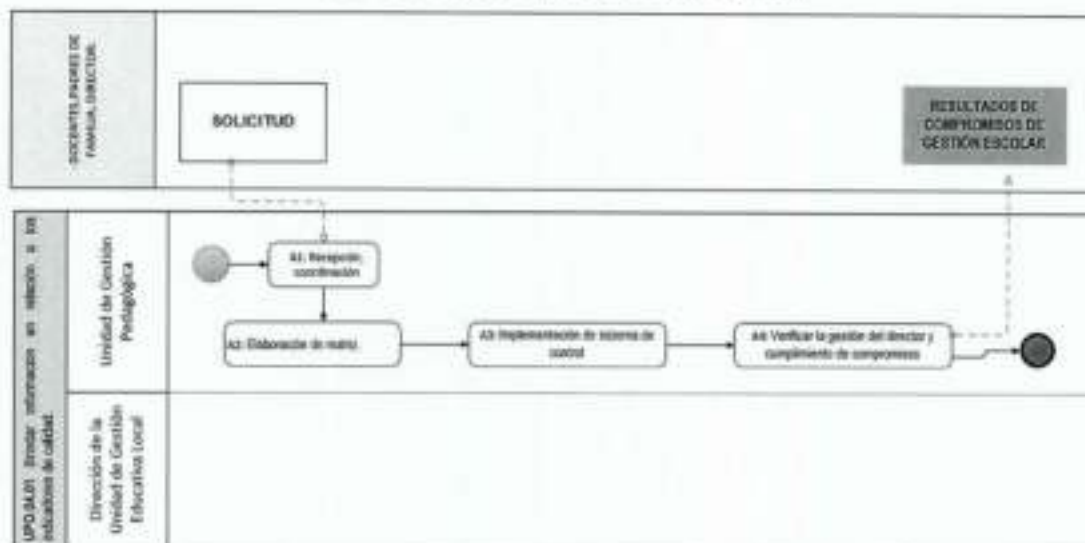 DOCENTES, PADRES DE
FAMILIA, DIRECTOR.
SOLICITUD
RESULTADOS DE
COMPROMISOS DE
GESTIÓN ESCOLAR
UPD.04.01 Brindar información en relación a los
indicadores de calidad.
Unidad de Gestión
Pedagógica
A1: Recepción,
coordinación
A2: Elaboración de matriz.
A3: Implementación de sistema de
control
A4: Verificar la gestión del director y
cumplimiento de compromisos
Dirección de la
Unidad de Gestión
Educativa Local